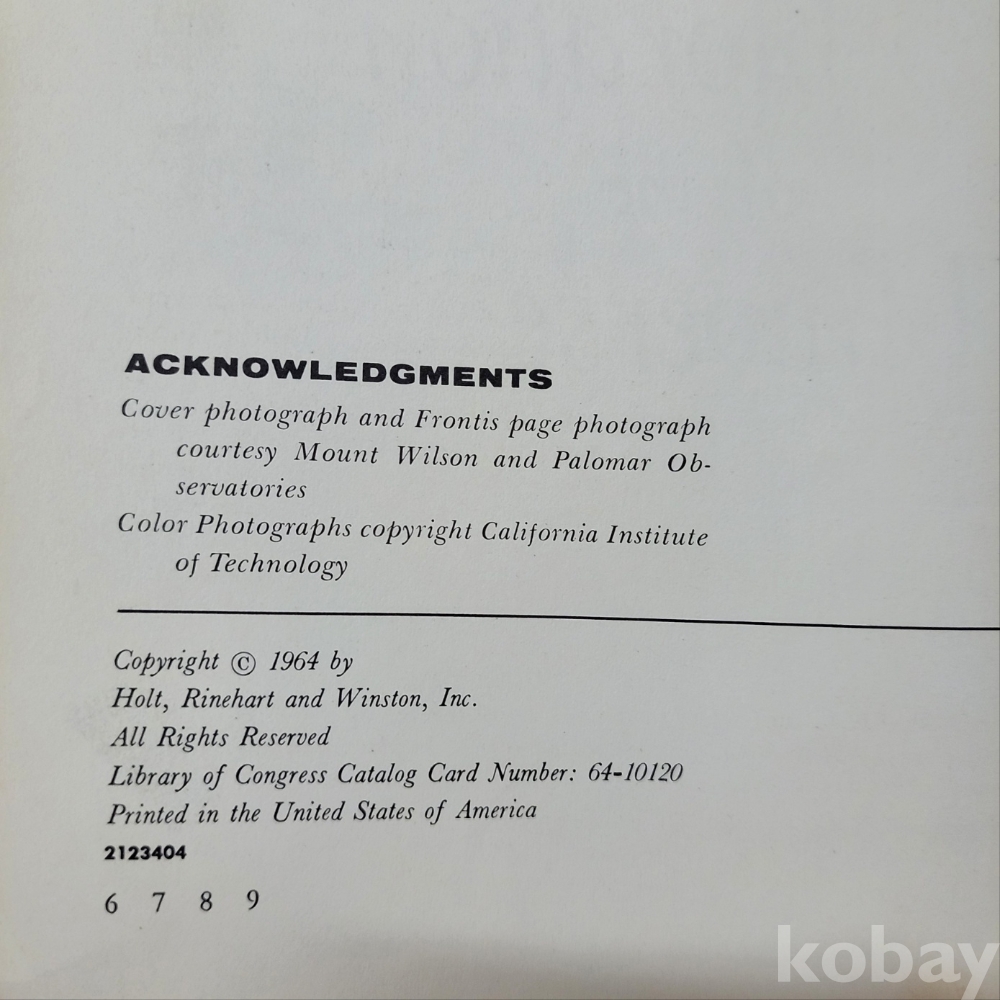 ACKNOWLEDGMENTS
Cover photograph and Frontis page photograph
courtesy Mount Wilson and Palomar Ob-
servatories
Color Photographs copyright California Institute
of Technology
Copyright © 1964 by
Holt, Rinehart and Winston, Inc.
All Rights Reserved
Library of Congress Catalog Card Number: 64-10120
Printed in the United States of America
2123404
6 7 8 9
kobay